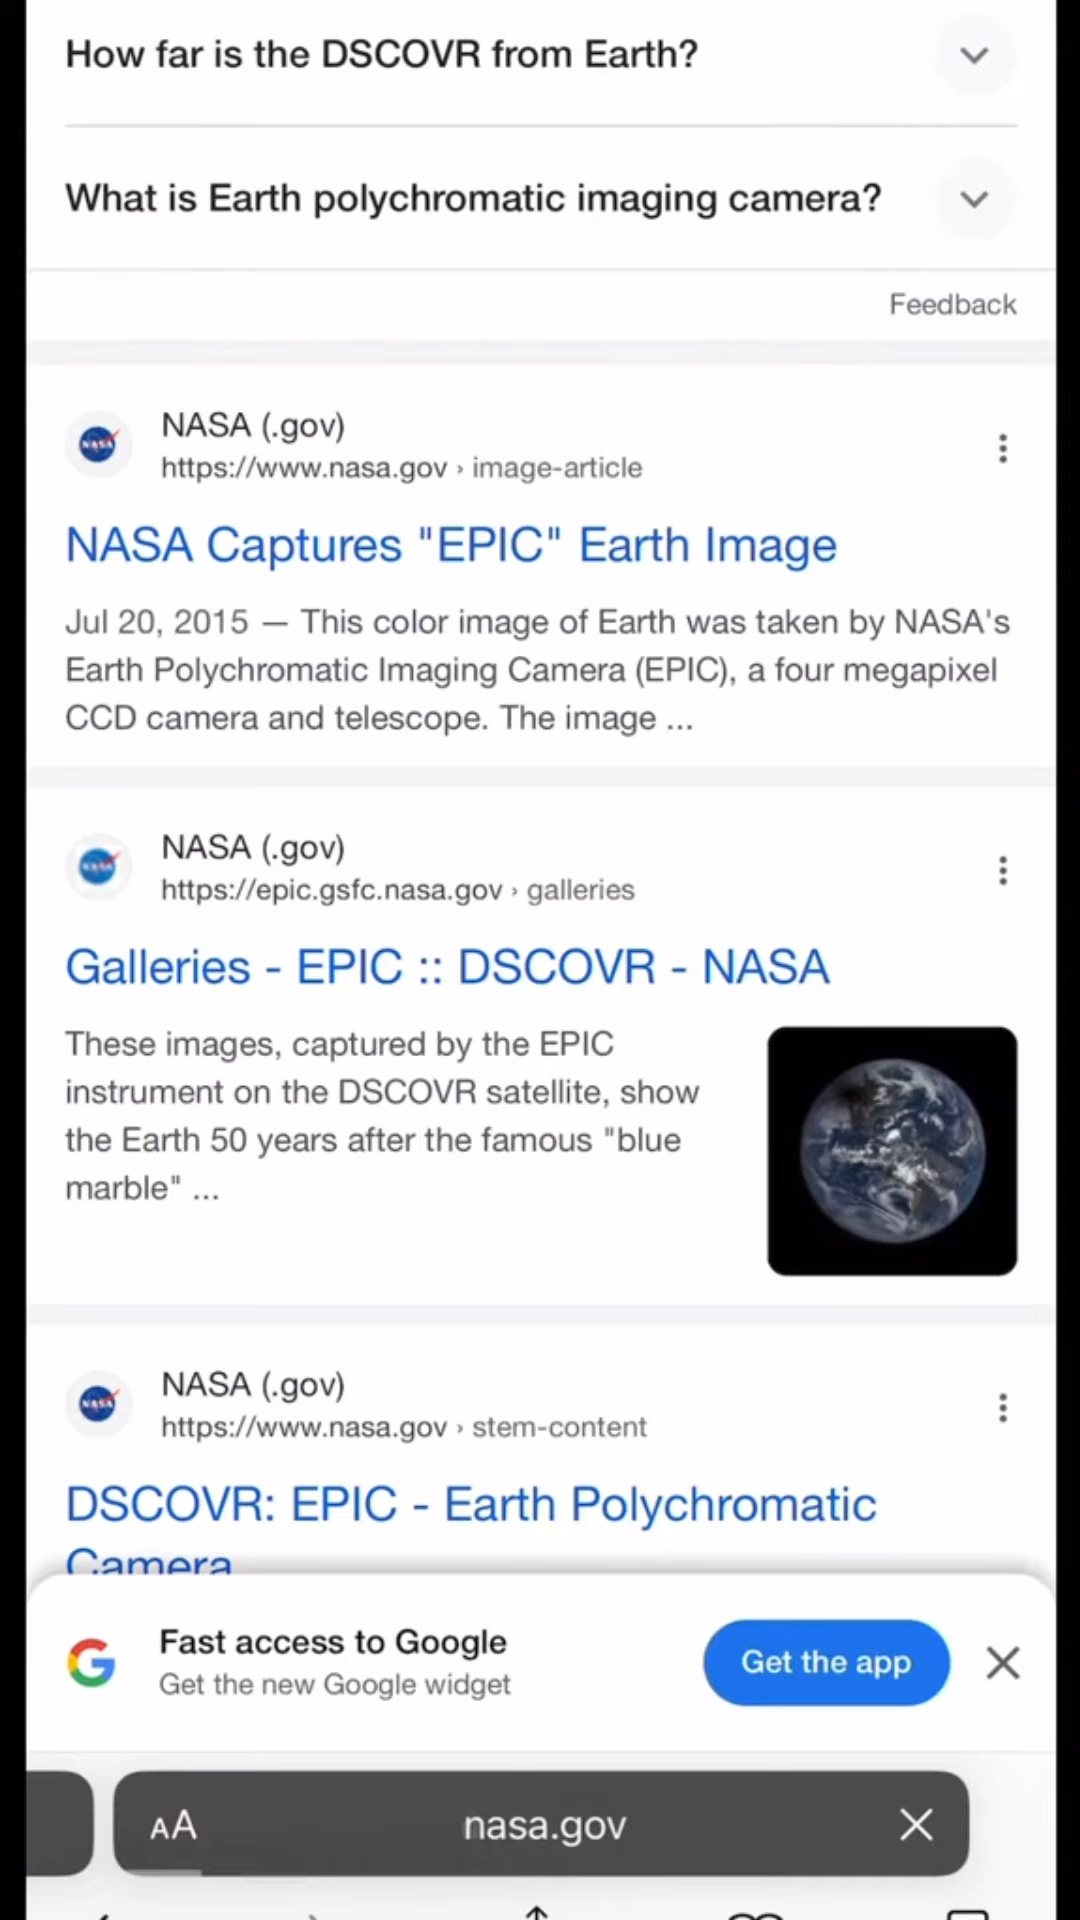 How far is the DSCOVR from Earth?
What is Earth polychromatic imaging camera?
Feedback
NASA (.gov)
https://www.nasa.gov › image-article
NASA Captures "EPIC" Earth Image
Jul 20, 2015 — This color image of Earth was taken by NASA's
Earth Polychromatic Imaging Camera (EPIC), a four megapixel
CCD camera and telescope. The image ...
NASA (.gov)
https://epic.gsfc.nasa.gov › galleries
Galleries - EPIC :: DSCOVR - NASA
These images, captured by the EPIC
instrument on the DSCOVR satellite, show
the Earth 50 years after the famous "blue
marble" ...
NASA (.gov)
https://www.nasa.gov › stem-content
DSCOVR: EPIC - Earth Polychromatic
Camera
Fast access to Google
Get the new Google widget
Get the app
AA
nasa.gov